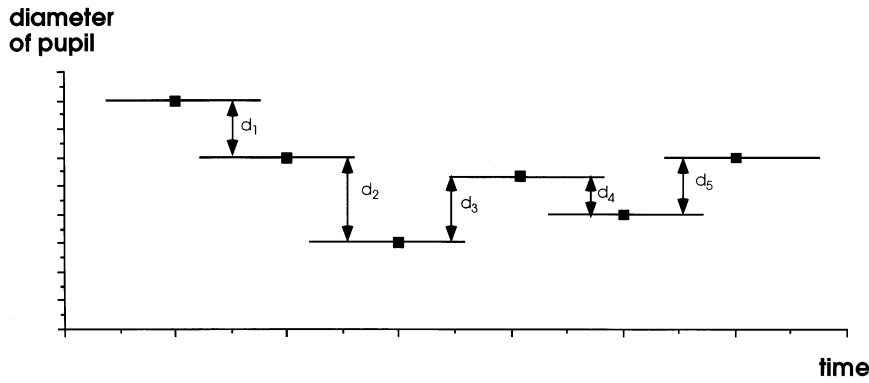 diameter
of pupil
d1
d2
d3
d4
d5
time